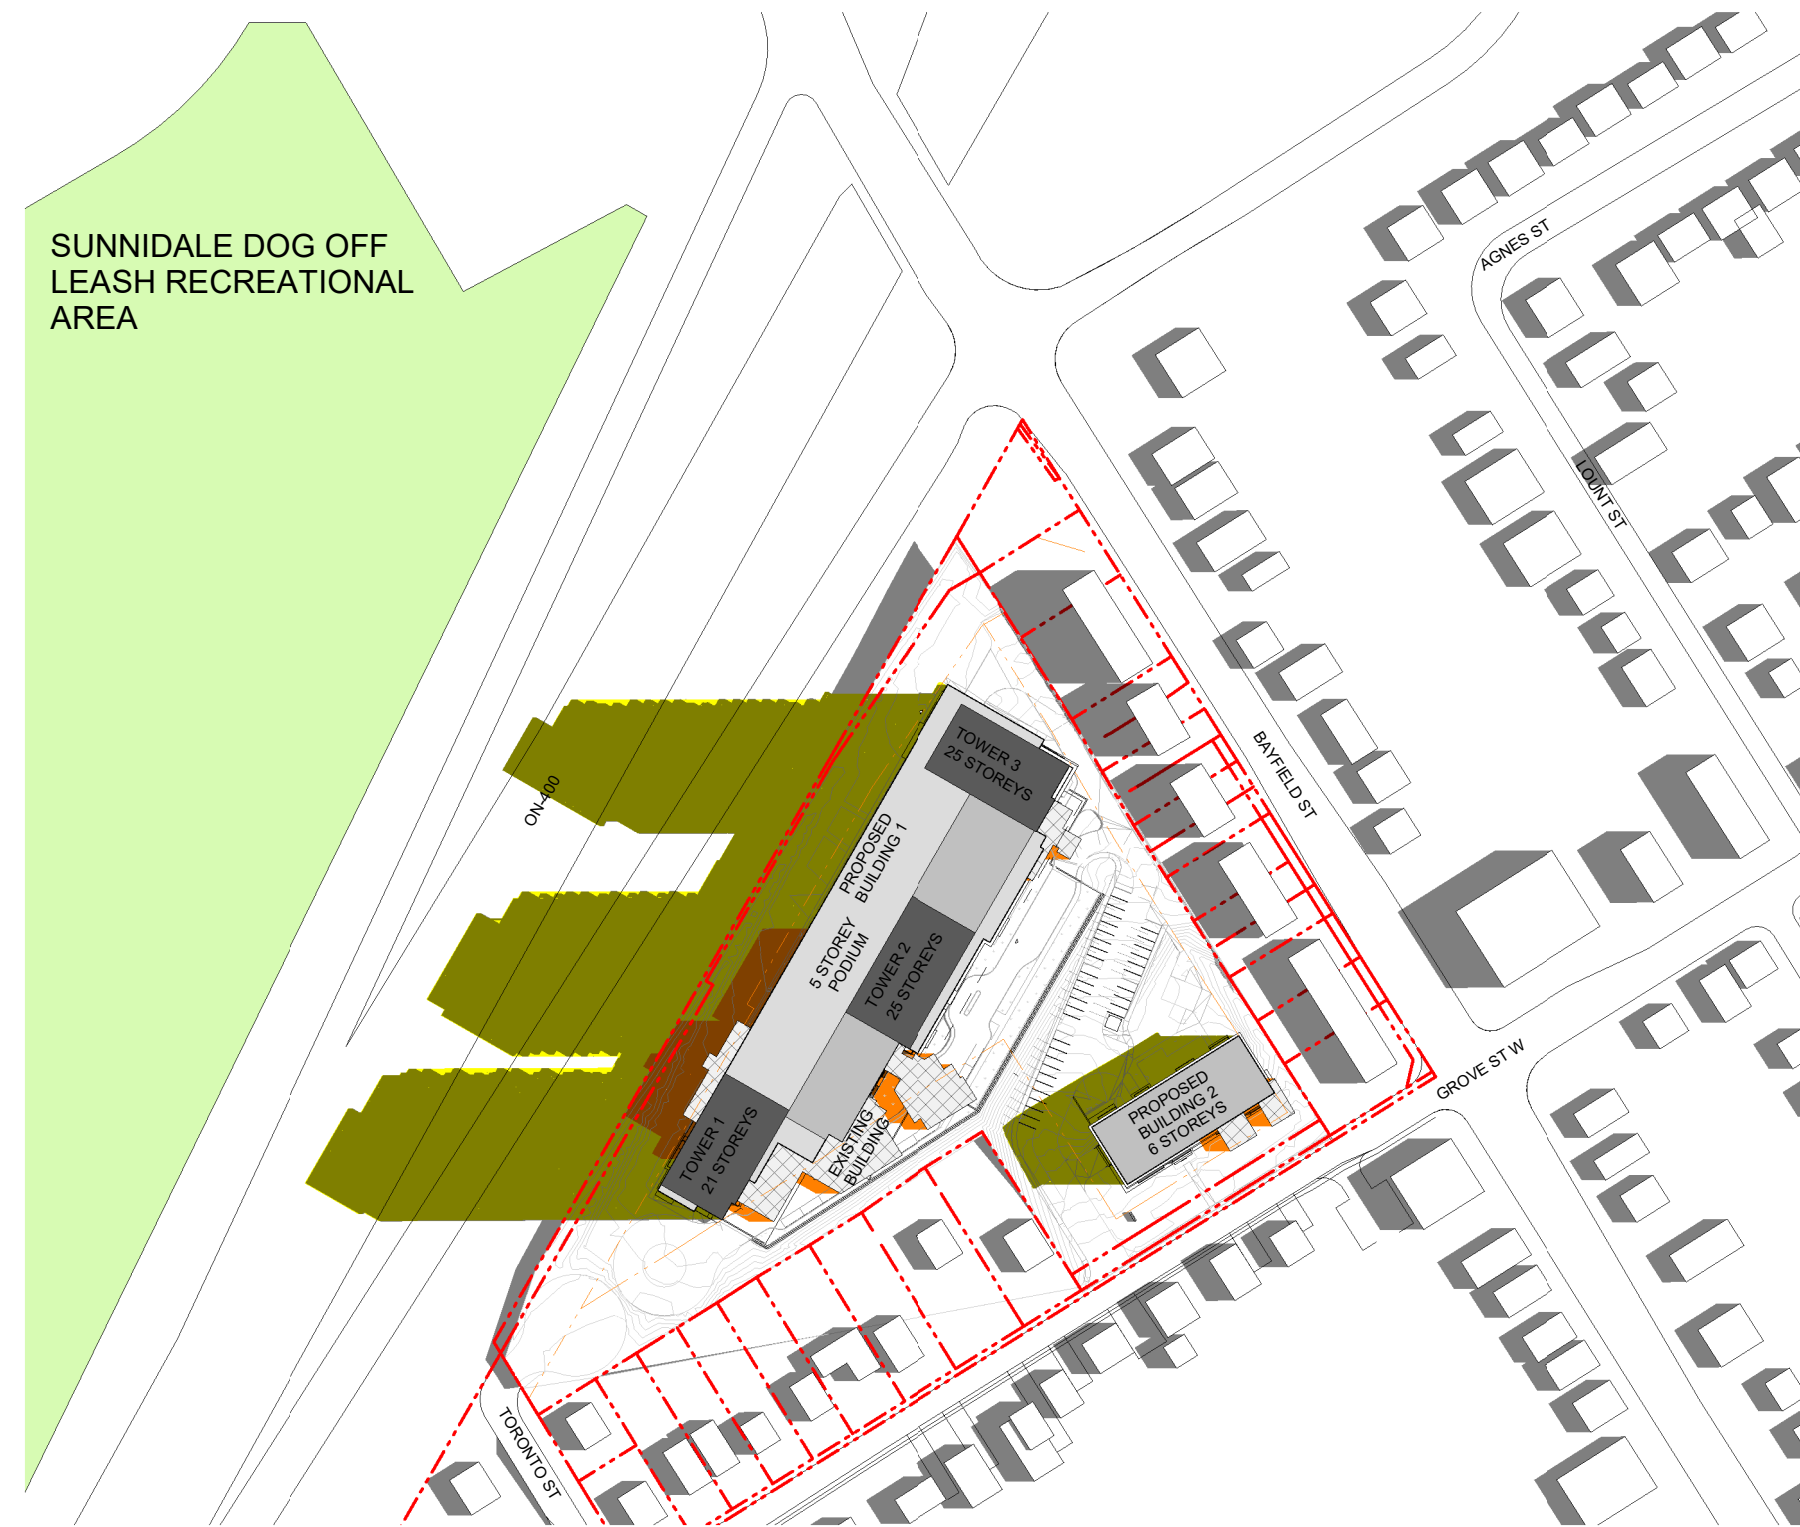 SUNNIDALE DOG OFF
LEASH RECREATIONAL
AREA
AGNES ST
LOUNT ST
BAYFIELD ST
GROVE ST W
TORONTO ST
ON-400
TOWER 3
25 STOREYS
PROPOSED
BUILDING 1
5 STOREY
PODIUM
TOWER 2
25 STOREYS
TOWER 1
21 STOREYS
EXISTING
BUILDING
PROPOSED
BUILDING 2
6 STOREYS